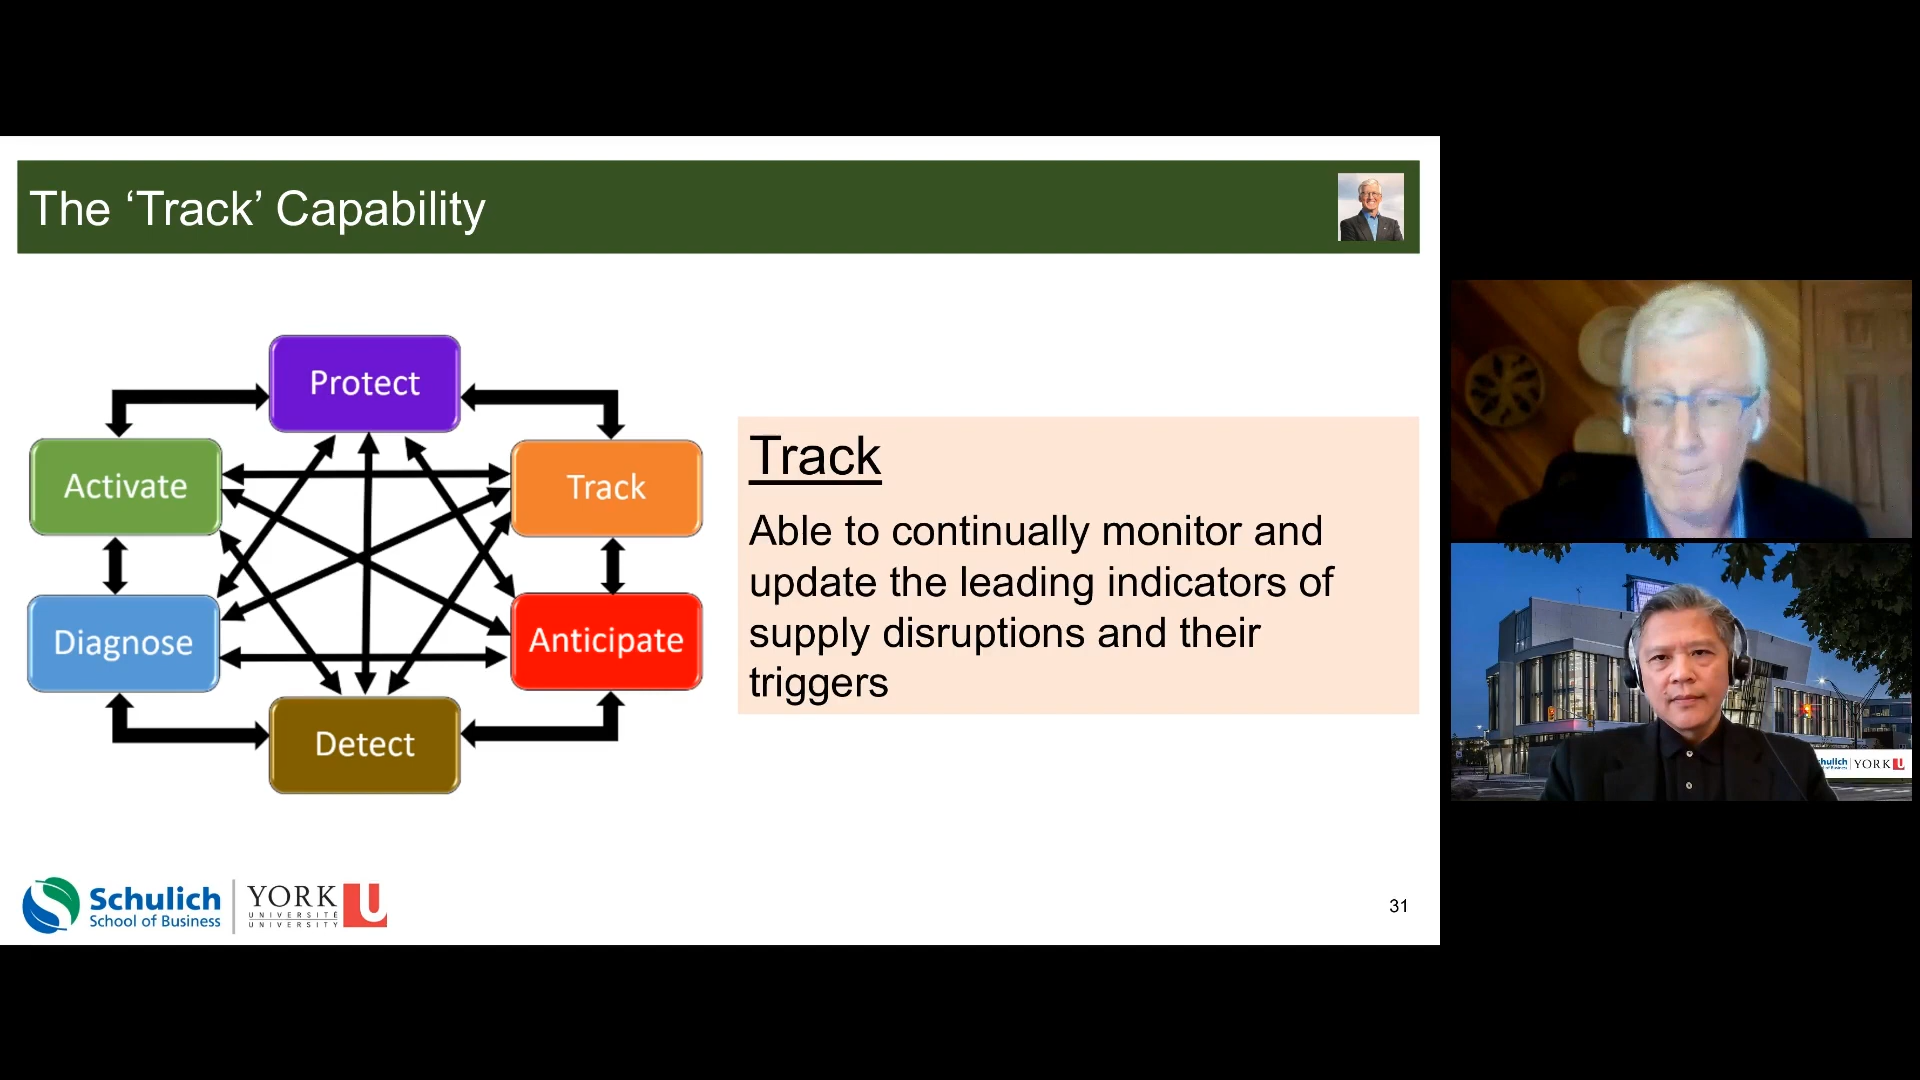 The ‘Track’ Capability
Protect
Activate
Track
Diagnose
Anticipate
Detect
Track
Able to continually monitor and
update the leading indicators of
supply disruptions and their
triggers
Schulich
School of Business
YORK
UNIVERSITÉ
UNIVERSITY
U
31
hulich
YORK U